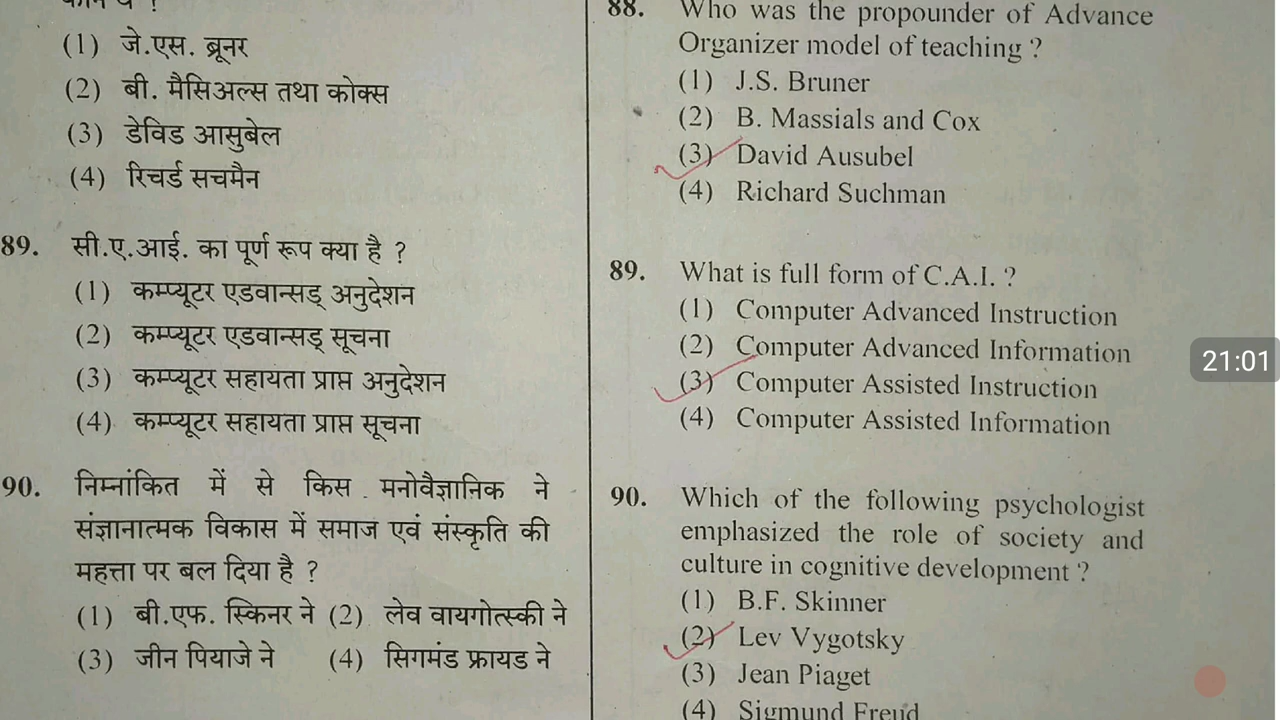 (1) जे.एस. ब्रूनर
(2) बी. मैसिअल्स तथा कोक्स
(3) डेविड आसुबेल
(4) रिचर्ड सचमैन
89. सी.ए.आई. का पूर्ण रूप क्या है ?
(1) कम्प्यूटर एडवान्सड् अनुदेशन
(2) कम्प्यूटर एडवान्सड् सूचना
(3) कम्प्यूटर सहायता प्राप्त अनुदेशन
(4) कम्प्यूटर सहायता प्राप्त सूचना
90. निम्नांकित में से किस मनोवैज्ञानिक ने
संज्ञानात्मक विकास में समाज एवं संस्कृति की
महत्ता पर बल दिया है ?
(1) बी.एफ. स्किनर ने (2) लेव वायगोत्स्की ने
(3) जीन पियाजे ने (4) सिगमंड फ्रायड ने
88. Who was the propounder of Advance
Organizer model of teaching ?
(1) J.S. Bruner
(2) B. Massials and Cox
(3) David Ausubel
(4) Richard Suchman
89. What is full form of C.A.I. ?
(1) Computer Advanced Instruction
(2) Computer Advanced Information
(3) Computer Assisted Instruction
(4) Computer Assisted Information
90. Which of the following psychologist
emphasized the role of society and
culture in cognitive development ?
(1) B.F. Skinner
(2) Lev Vygotsky
(3) Jean Piaget
(4) Sigmund Freud
21:01